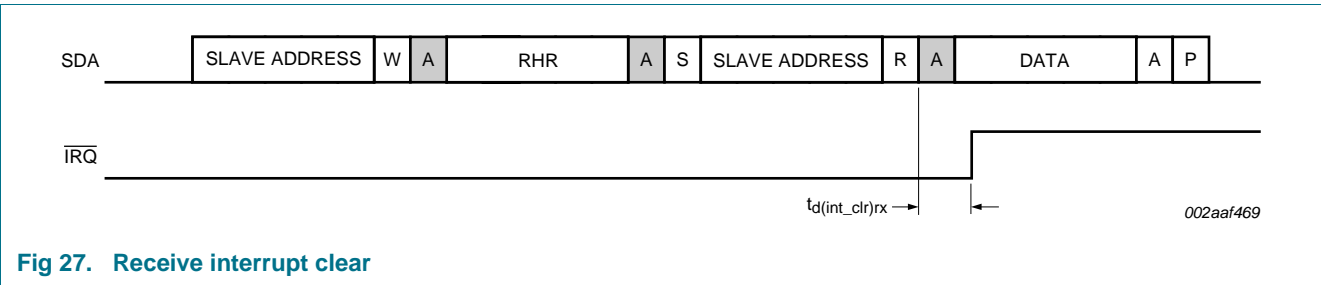 SDA SLAVE ADDRESS W A RHR A S SLAVE ADDRESS R A DATA A P
IRQ
td(int_clr)rx
002aaf469
Fig 27. Receive interrupt clear